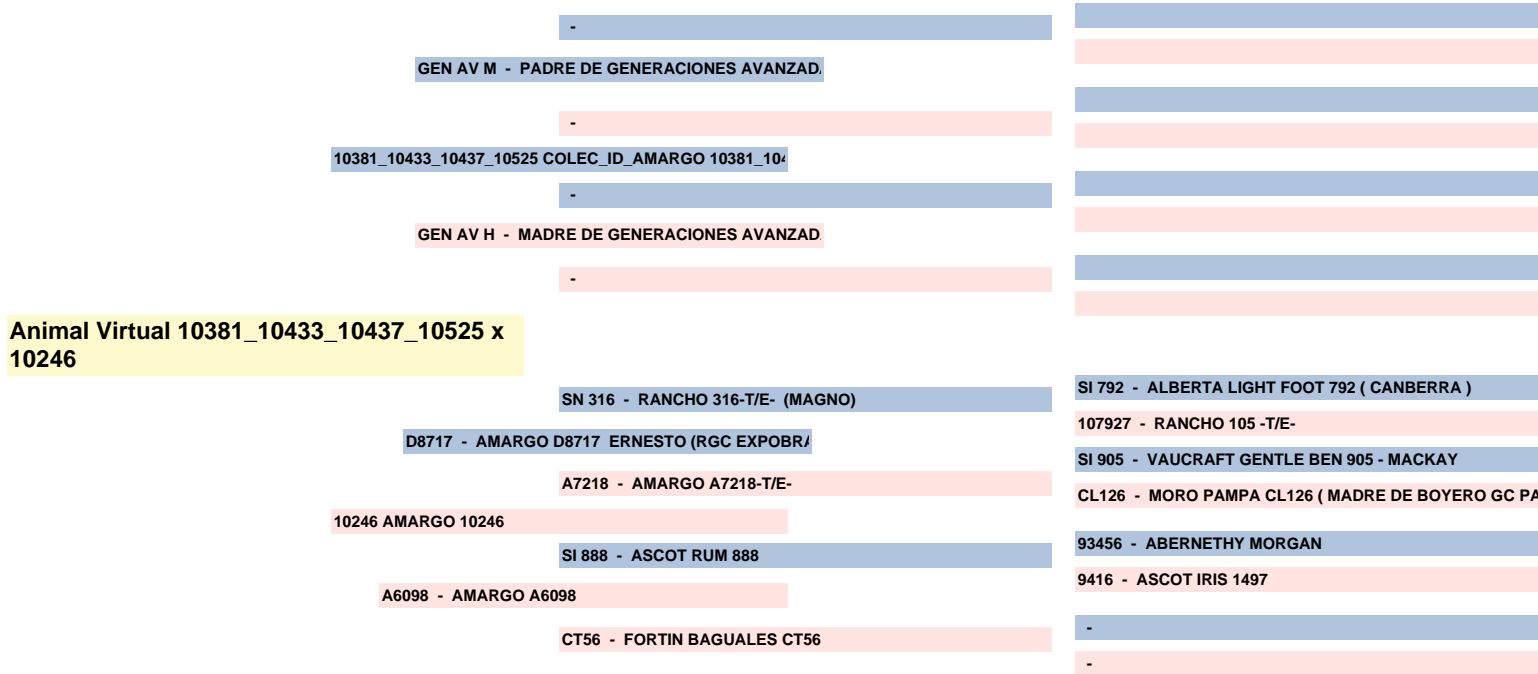 -
GEN AV M - PADRE DE GENERACIONES AVANZAD
-
10381_10433_10437_10525 COLEC_ID_AMARGO 10381_10
-
GEN AV H - MADRE DE GENERACIONES AVANZAD
-
Animal Virtual 10381_10433_10437_10525 x
10246
SN 316 - RANCHO 316-T/E- (MAGNO)
SI 792 - ALBERTA LIGHT FOOT 792 ( CANBERRA )
107927 - RANCHO 105 -T/E-
D8717 - AMARGO D8717 ERNESTO (RGC EXPOBR
SI 905 - VAUCRAFT GENTLE BEN 905 - MACKAY
A7218 - AMARGO A7218-T/E-
CL126 - MORO PAMPA CL126 ( MADRE DE BOYERO GC PA
10246 AMARGO 10246
93456 - ABERNETHY MORGAN
SI 888 - ASCOT RUM 888
9416 - ASCOT IRIS 1497
A6098 - AMARGO A6098
-
CT56 - FORTIN BAGUALES CT56
-